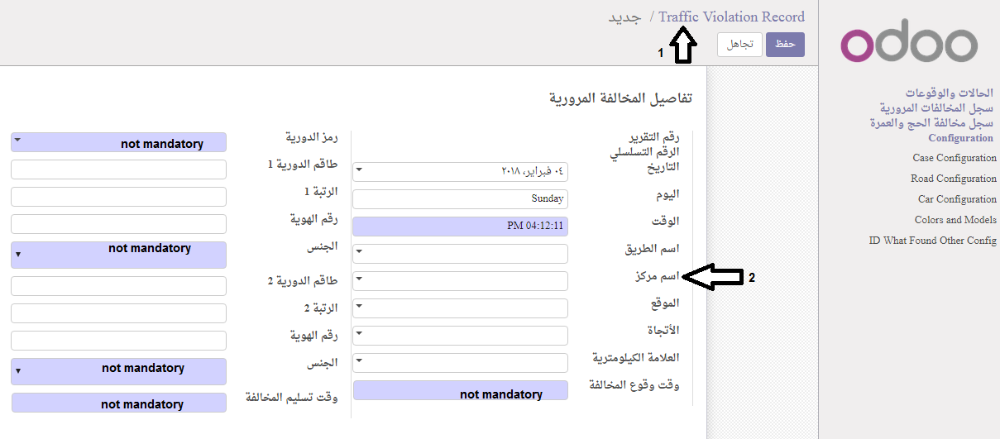 odoo
الحالات والوقوعات
سجل المخالفات المرورية
سجل مخالفة الحج والعمرة
Configuration
Case Configuration
Road Configuration
Car Configuration
Colors and Models
ID What Found Other Config
Traffic Violation Record / جديد
حفظ
تجاهل
1
تفاصيل المخالفة المرورية
رقم التقرير
الرقم التسلسلي
التاريخ
٠٤ فبراير، ٢٠١٨
اليوم
Sunday
الوقت
PM 04:12:11
اسم الطريق
اسم مركز
2
الموقع
الأتجاة
العلامة الكيلومترية
وقت وقوع المخالفة
not mandatory
رمز الدورية
not mandatory
طاقم الدورية 1
الرتبة 1
رقم الهوية
الجنس
not mandatory
طاقم الدورية 2
الرتبة 2
رقم الهوية
الجنس
not mandatory
وقت تسليم المخالفة
not mandatory